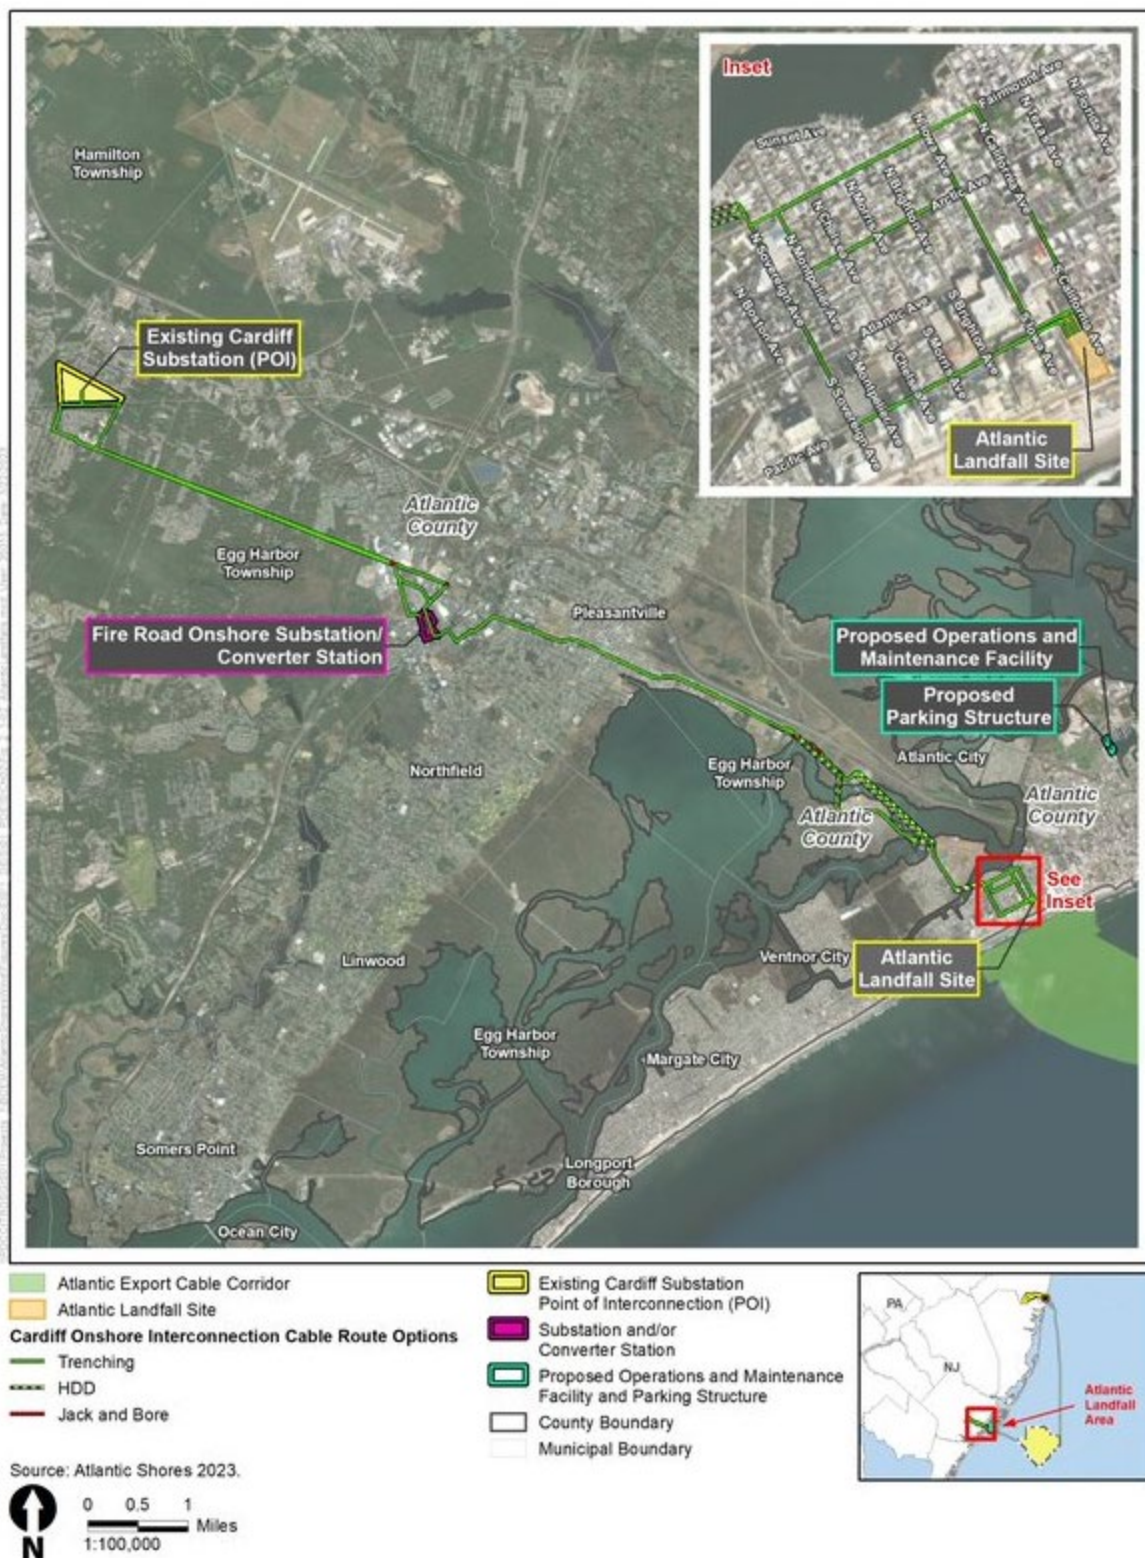 Inset
Sunset Ave
Fairmount Ave
N Florida Ave
N Texas Ave
N California Ave
N Iowa Ave
Arctic Ave
N Brighton Ave
N Morris Ave
N Chelsea Ave
N Montpelier Ave
N Sovereign Ave
N Boston Ave
S California Ave
S Iowa Ave
S Brighton Ave
Atlantic Ave
S Morris Ave
S Chelsea Ave
S Montpelier Ave
S Sovereign Ave
Pacific Ave
Atlantic
Landfall Site
Hamilton
Township
Existing Cardiff
Substation (POI)
Atlantic
County
Egg Harbor
Township
Pleasantville
Fire Road Onshore Substation/
Converter Station
Proposed Operations and
Maintenance Facility
Proposed
Parking Structure
Northfield
Egg Harbor
Township
Atlantic City
Atlantic
County
Atlantic
County
See
Inset
Linwood
Ventnor City
Atlantic
Landfall Site
Egg Harbor
Township
Margate City
Somers Point
Longport
Borough
Ocean City
Atlantic Export Cable Corridor
Atlantic Landfall Site
Cardiff Onshore Interconnection Cable Route Options
Trenching
HDD
Jack and Bore
Existing Cardiff Substation
Point of Interconnection (POI)
Substation and/or
Converter Station
Proposed Operations and Maintenance
Facility and Parking Structure
County Boundary
Municipal Boundary
PA
NJ
Atlantic
Landfall
Area
Source: Atlantic Shores 2023.
N
0 0.5 1
Miles
1:100,000